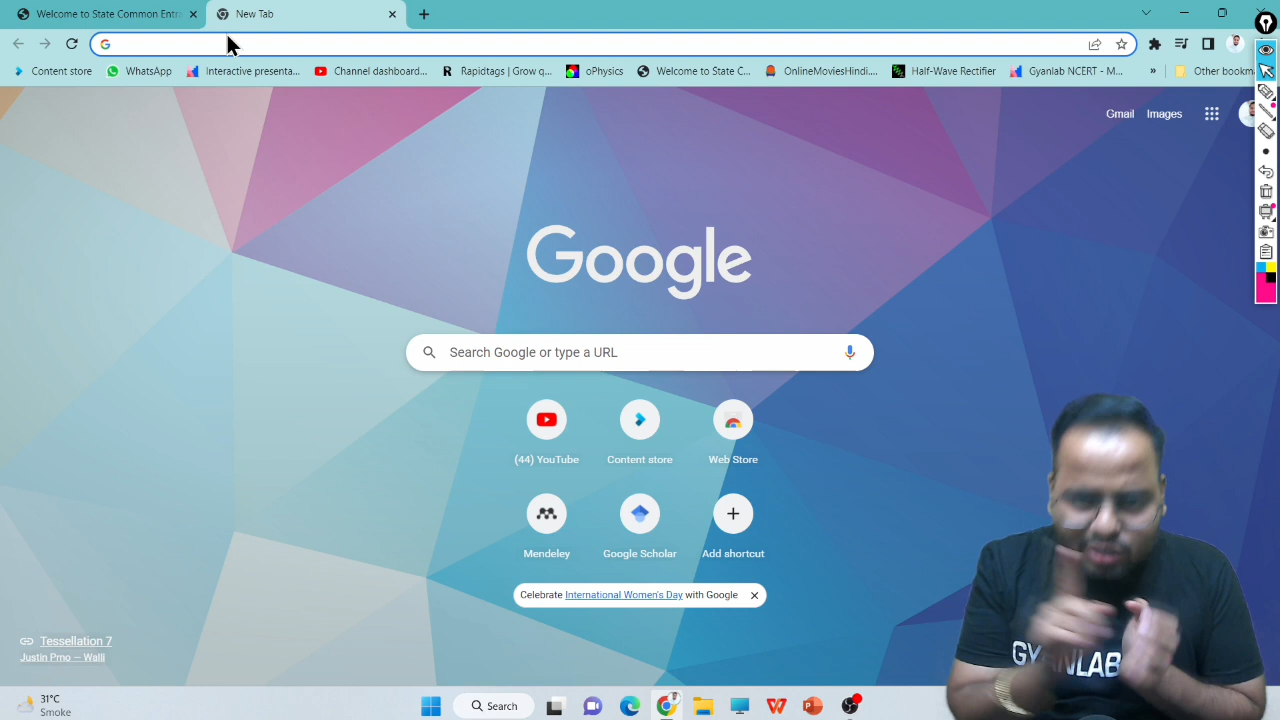 Welcome to State Common Entr
New Tab
Content store
WhatsApp
Interactive presenta...
Channel dashboard...
R
Rapidtags | Grow q...
oPhysics
Welcome to State C...
OnlineMoviesHindi,...
Half-Wave Rectifier
Gyanlab NCERT - M...
»
Other bookma
Gmail
Images
Google
Search Google or type a URL
(44) YouTube
Content store
Web Store
Mendeley
Google Scholar
Add shortcut
Celebrate International Women's Day with Google
Tessellation 7
Justin Prno — Walli
31°C
Smoke
Search
GYANLAB